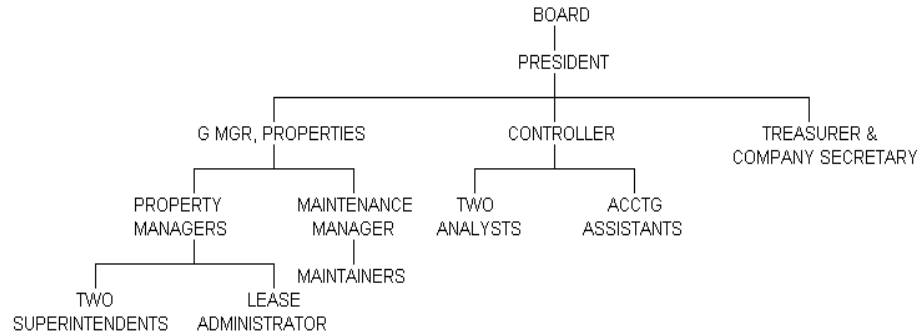 BOARD
PRESIDENT
G MGR, PROPERTIES
CONTROLLER
TREASURER &
COMPANY SECRETARY
PROPERTY
MANAGERS
MAINTENANCE
MANAGER
TWO
ANALYSTS
ACCTG
ASSISTANTS
MAINTAINERS
TWO
SUPERINTENDENTS
LEASE
ADMINISTRATOR